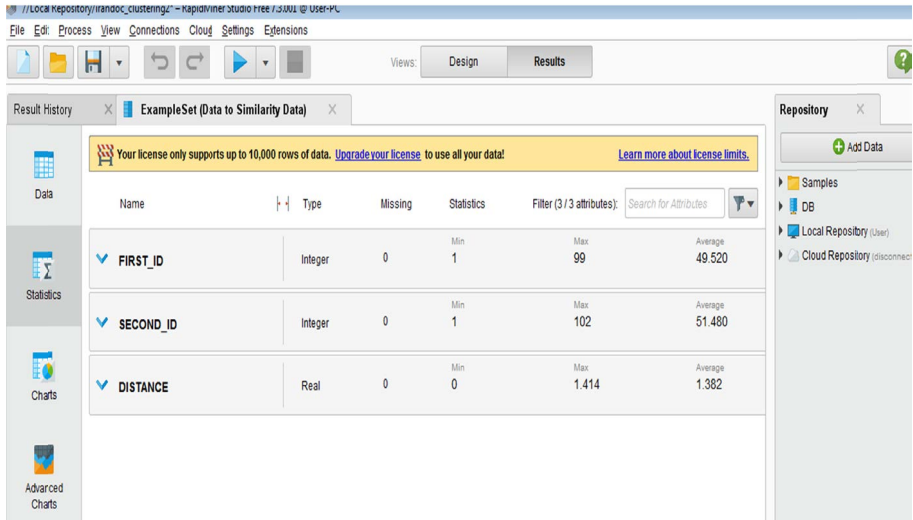 //Local Repository/irandoc_clustering2* – RapidMiner Studio Free 7.3.001 @ User-PC
File Edit Process View Connections Cloud Settings Extensions
Views: Design Results
Result History ExampleSet (Data to Similarity Data)
Repository
Your license only supports up to 10,000 rows of data. Upgrade your license to use all your data! Learn more about license limits.
Add Data
Data
Name Type Missing Statistics Filter (3 / 3 attributes): Search for Attributes
Samples
DB
Local Repository (User)
Cloud Repository (disconnect
Min Max Average
FIRST_ID Integer 0 1 99 49.520
Statistics
Min Max Average
SECOND_ID Integer 0 1 102 51.480
Min Max Average
DISTANCE Real 0 0 1.414 1.382
Charts
Advanced
Charts